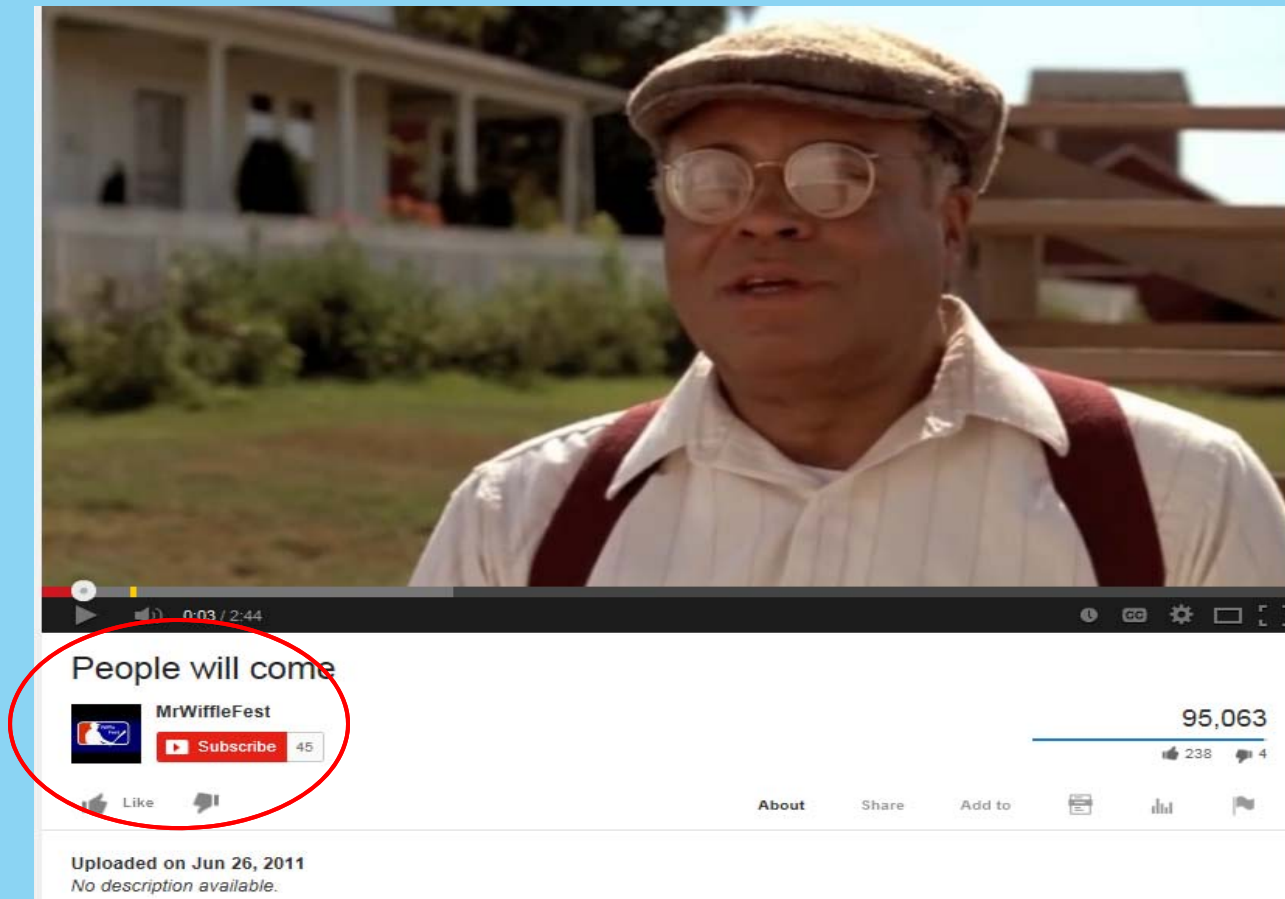 0:03 / 2:44
CC
People will come
MrWiffleFest
Subscribe 45
95,063
238 4
Like
About Share Add to
Uploaded on Jun 26, 2011
No description available.